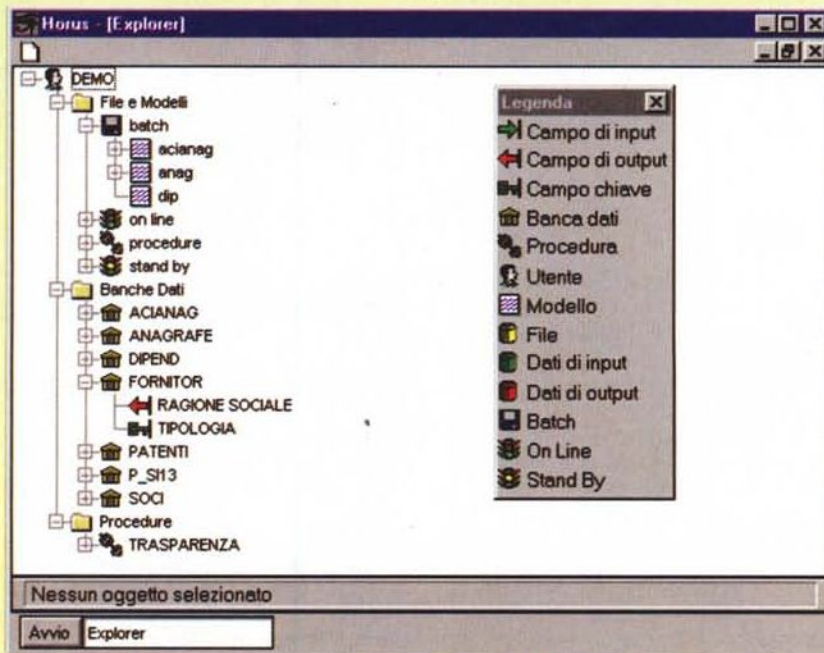 Horus - [Explorer]
DEMO
File e Modelli
batch
acianag
anag
dip
on line
procedure
stand by
Banche Dati
ACIANAG
ANAGRAFE
DIPEND
FORNITOR
RAGIONE SOCIALE
TIPOLOGIA
PATENTI
P_SI13
SOCI
Procedure
TRASPARENZA
Legenda
Campo di input
Campo di output
Campo chiave
Banca dati
Procedura
Utente
Modello
File
Dati di input
Dati di output
Batch
On Line
Stand By
Nessun oggetto selezionato
Avvio Explorer